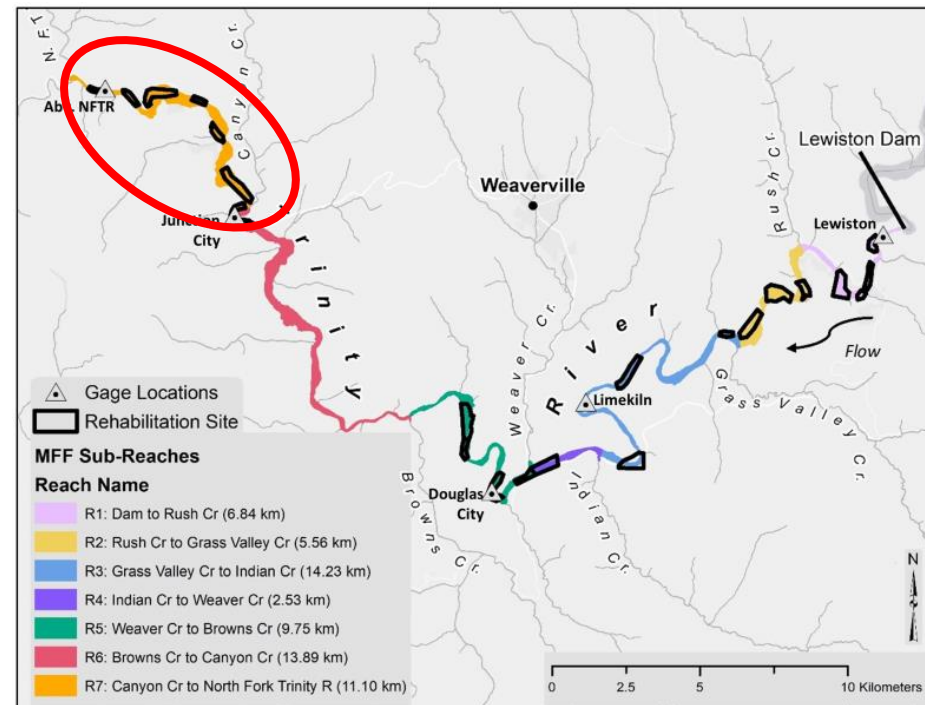 N. F. T
Canyon Cr.
NFTR
Junction
City
Trinity
River
Weaverville
Rush Cr.
Lewiston Dam
Lewiston
Flow
Grass Valley Cr.
Limekiln
Weaver Cr.
Indian Cr.
Douglas
City
Browns Cr.
Gage Locations
Rehabilitation Site
MFF Sub-Reaches
Reach Name
R1: Dam to Rush Cr (6.84 km)
R2: Rush Cr to Grass Valley Cr (5.56 km)
R3: Grass Valley Cr to Indian Cr (14.23 km)
R4: Indian Cr to Weaver Cr (2.53 km)
R5: Weaver Cr to Browns Cr (9.75 km)
R6: Browns Cr to Canyon Cr (13.89 km)
R7: Canyon Cr to North Fork Trinity R (11.10 km)
N
0 2.5 5 10 Kilometers